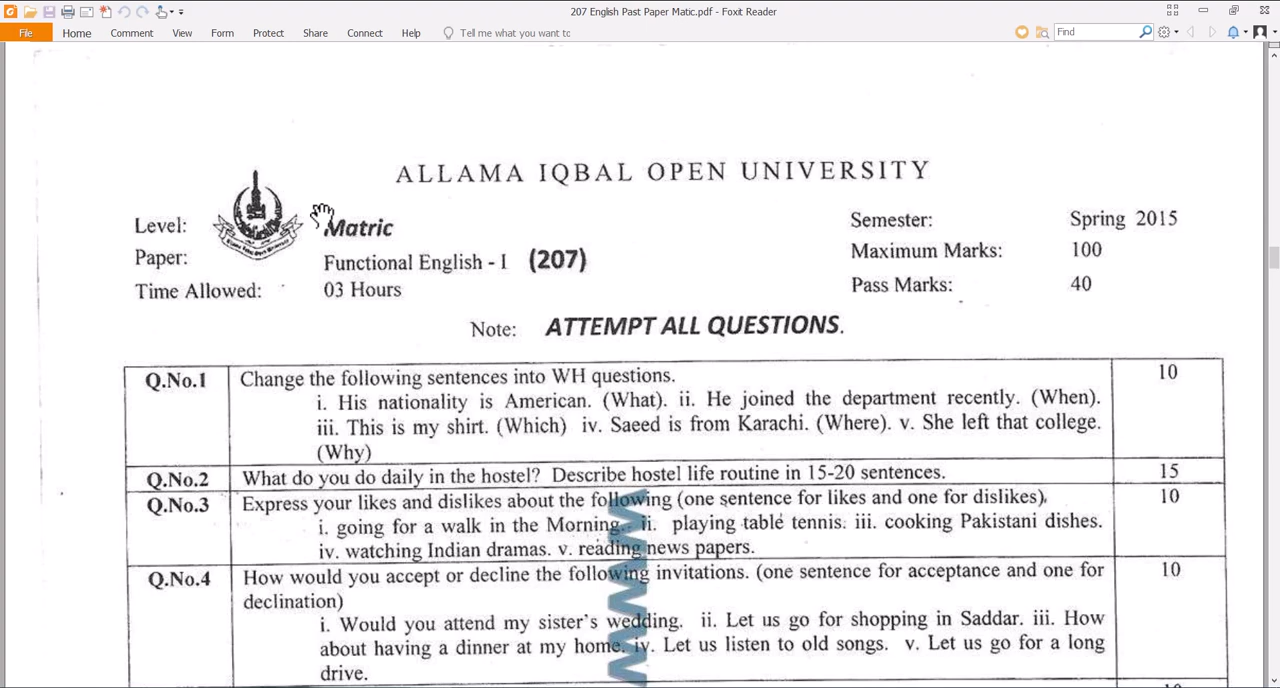 207 English Past Paper Matic.pdf - Foxit Reader
File Home Comment View Form Protect Share Connect Help Tell me what you want to Find
ALLAMA IQBAL OPEN UNIVERSITY
Level: Matric Semester: Spring 2015
Paper: Functional English - I (207) Maximum Marks: 100
Time Allowed: 03 Hours Pass Marks: 40
Note: ATTEMPT ALL QUESTIONS.
Q.No.1 Change the following sentences into WH questions. 10
i. His nationality is American. (What). ii. He joined the department recently. (When).
iii. This is my shirt. (Which) iv. Saeed is from Karachi. (Where). v. She left that college.
(Why)
Q.No.2 What do you do daily in the hostel? Describe hostel life routine in 15-20 sentences. 15
Q.No.3 Express your likes and dislikes about the following (one sentence for likes and one for dislikes). 10
i. going for a walk in the Morning. ii. playing table tennis. iii. cooking Pakistani dishes.
iv. watching Indian dramas. v. reading news papers.
Q.No.4 How would you accept or decline the following invitations. (one sentence for acceptance and one for 10
declination)
i. Would you attend my sister's wedding. ii. Let us go for shopping in Saddar. iii. How
about having a dinner at my home. iv. Let us listen to old songs. v. Let us go for a long
drive.
WWW